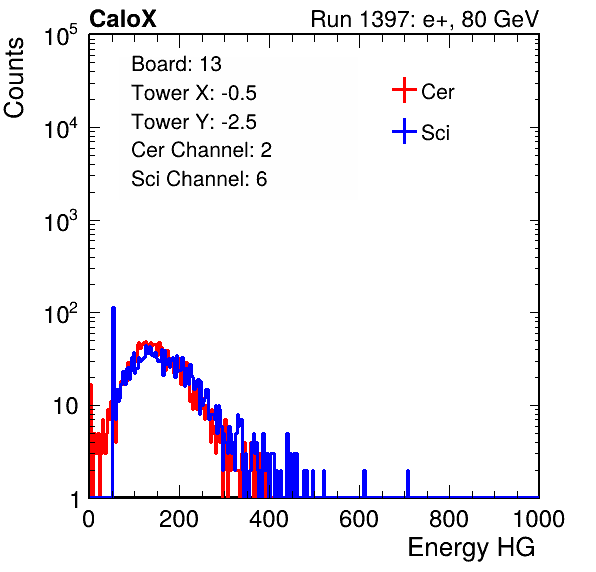 CaloX
Run 1397: e+, 80 GeV
Counts
10^5
10^4
10^3
10^2
10
1
Board: 13
Tower X: -0.5
Tower Y: -2.5
Cer Channel: 2
Sci Channel: 6
Cer
Sci
0 200 400 600 800 1000
Energy HG